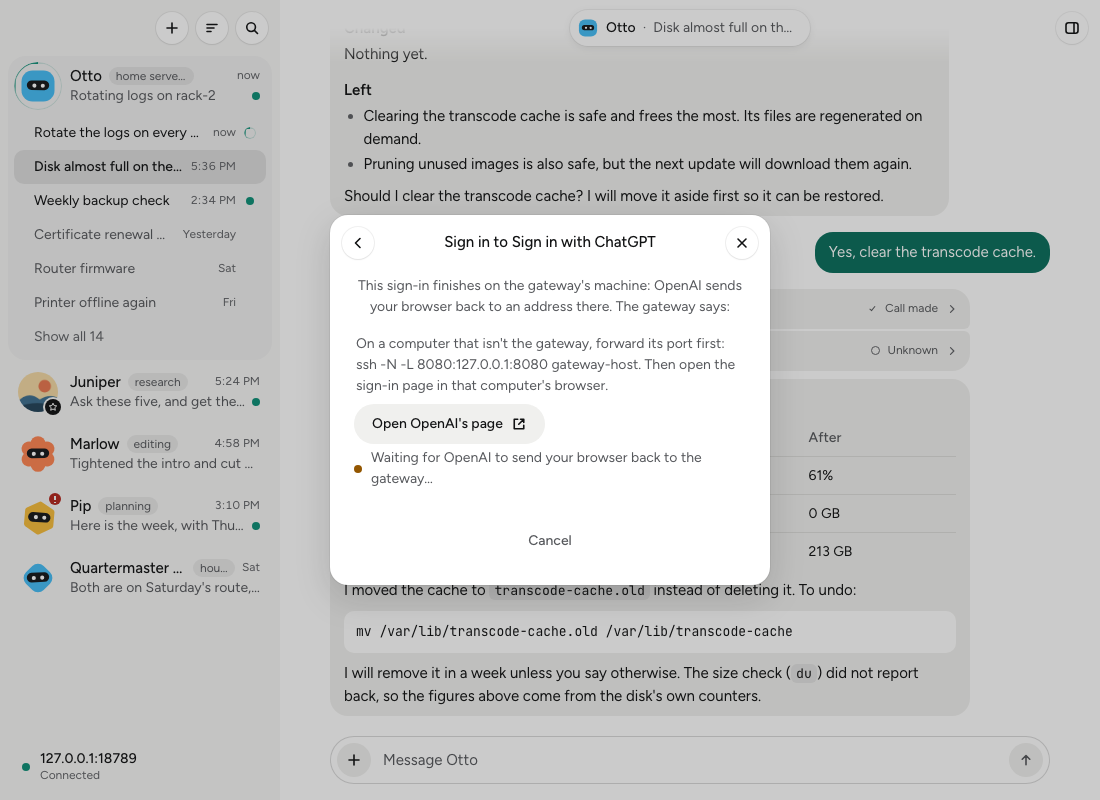 Otto home serve... now
Rotating logs on rack-2
Rotate the logs on every ... now
Disk almost full on the... 5:36 PM
Weekly backup check 2:34 PM
Certificate renewal ... Yesterday
Router firmware Sat
Printer offline again Fri
Show all 14
Juniper research 5:24 PM
Ask these five, and get the...
Marlow editing 4:58 PM
Tightened the intro and cut ...
Pip planning 3:10 PM
Here is the week, with Thu...
Quartermaster ... hou... Sat
Both are on Saturday's route,...
127.0.0.1:18789
Connected
Otto · Disk almost full on th...
Changed
Nothing yet.
Left
• Clearing the transcode cache is safe and frees the most. Its files are regenerated on
demand.
• Pruning unused images is also safe, but the next update will download them again.
Should I clear the transcode cache? I will move it aside first so it can be restored.
Yes, clear the transcode cache.
Call made
Unknown
After
61%
0 GB
213 GB
Sign in to Sign in with ChatGPT
This sign-in finishes on the gateway's machine: OpenAI sends
your browser back to an address there. The gateway says:
On a computer that isn't the gateway, forward its port first:
ssh -N -L 8080:127.0.0.1:8080 gateway-host. Then open the
sign-in page in that computer's browser.
Open OpenAI's page
Waiting for OpenAI to send your browser back to the
gateway...
Cancel
I moved the cache to transcode-cache.old instead of deleting it. To undo:
mv /var/lib/transcode-cache.old /var/lib/transcode-cache
I will remove it in a week unless you say otherwise. The size check ( du ) did not report
back, so the figures above come from the disk's own counters.
Message Otto